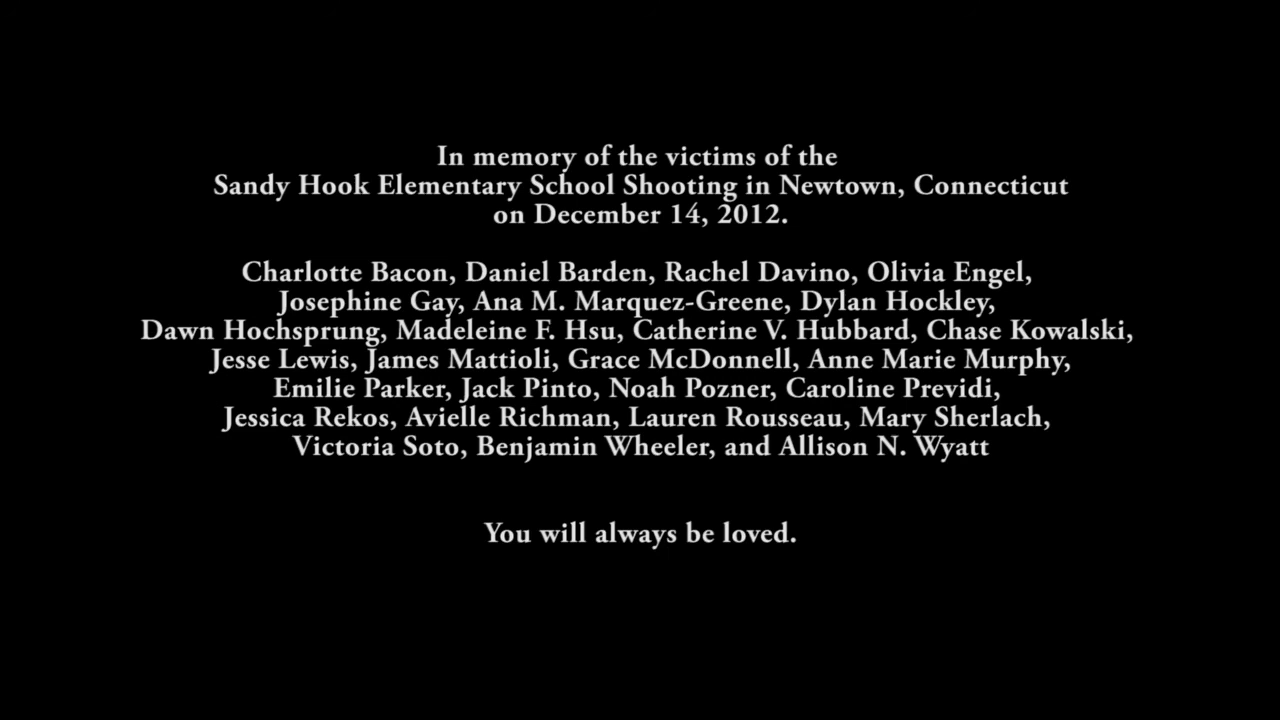 In memory of the victims of the
Sandy Hook Elementary School Shooting in Newtown, Connecticut
on December 14, 2012.
Charlotte Bacon, Daniel Barden, Rachel Davino, Olivia Engel,
Josephine Gay, Ana M. Marquez-Greene, Dylan Hockley,
Dawn Hochsprung, Madeleine F. Hsu, Catherine V. Hubbard, Chase Kowalski,
Jesse Lewis, James Mattioli, Grace McDonnell, Anne Marie Murphy,
Emilie Parker, Jack Pinto, Noah Pozner, Caroline Previdi,
Jessica Rekos, Avielle Richman, Lauren Rousseau, Mary Sherlach,
Victoria Soto, Benjamin Wheeler, and Allison N. Wyatt
You will always be loved.